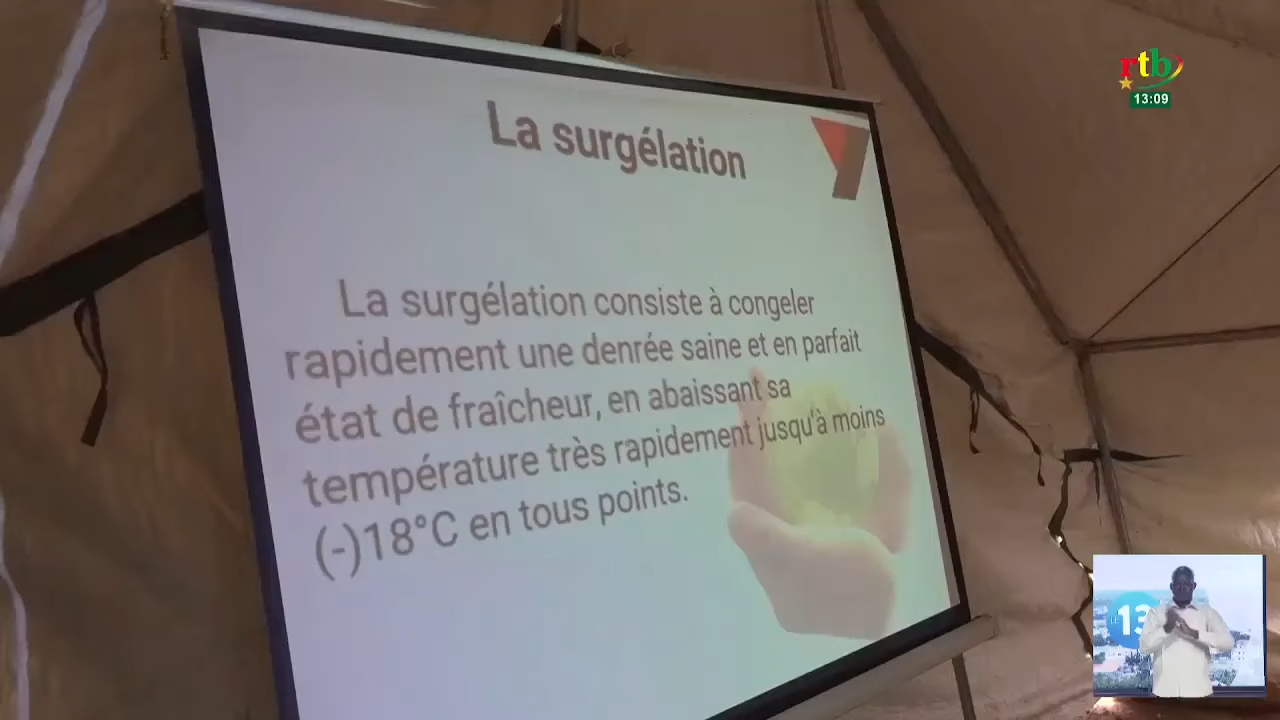 rtb
13:09
La surgélation
La surgélation consiste à congeler
rapidement une denrée saine et en parfait
état de fraîcheur, en abaissant sa
température très rapidement jusqu'à moins
(-)18°C en tous points.
13